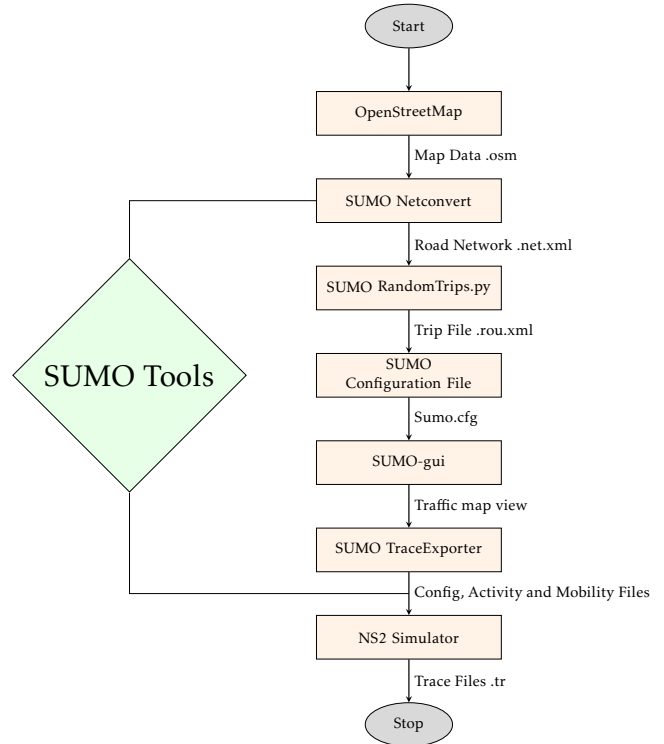 Start
OpenStreetMap
Map Data .osm
SUMO Netconvert
Road Network .net.xml
SUMO RandomTrips.py
Trip File .rou.xml
SUMO Tools
SUMO
Configuration File
Sumo.cfg
SUMO-gui
Traffic map view
SUMO TraceExporter
Config, Activity and Mobility Files
NS2 Simulator
Trace Files .tr
Stop